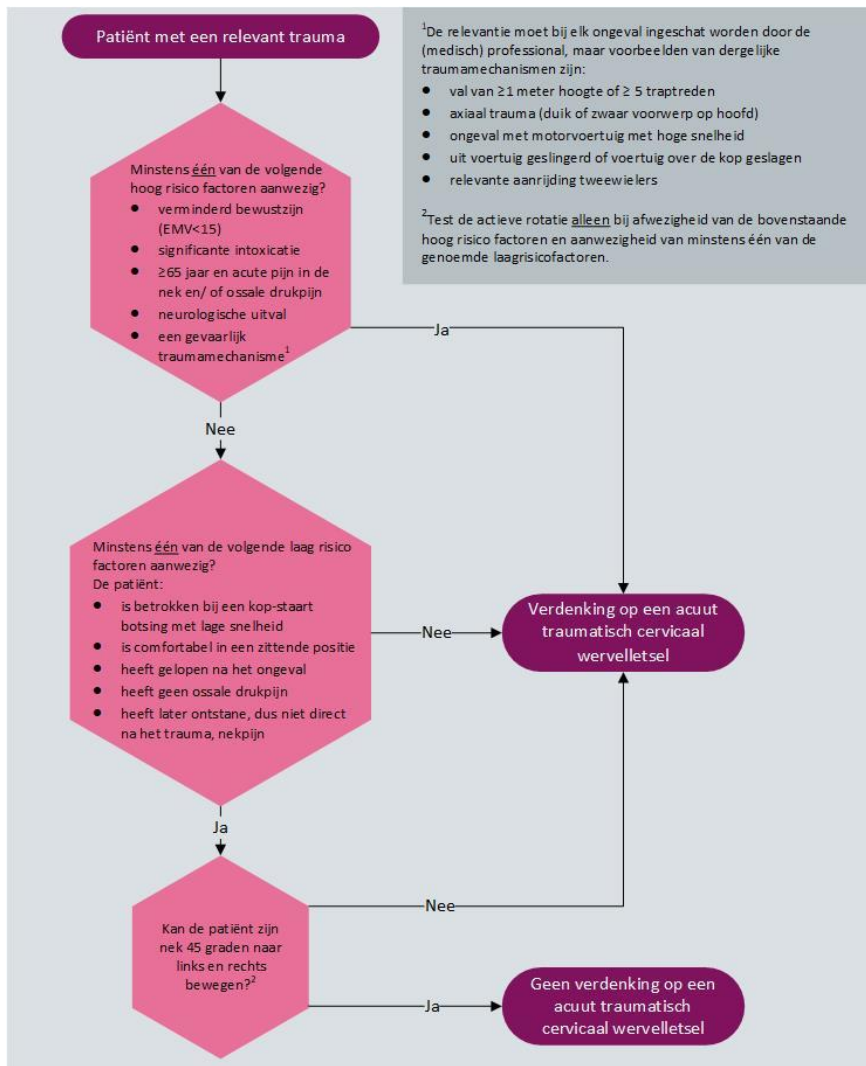 Patiënt met een relevant trauma
¹De relevantie moet bij elk ongeval ingeschat worden door de
(medisch) professional, maar voorbeelden van dergelijke
traumamechanismen zijn:
● val van ≥1 meter hoogte of ≥ 5 traptreden
● axiaal trauma (duik of zwaar voorwerp op hoofd)
● ongeval met motorvoertuig met hoge snelheid
● uit voertuig geslingerd of voertuig over de kop geslagen
● relevante aanrijding tweewielers
²Test de actieve rotatie alleen bij afwezigheid van de bovenstaande
hoog risico factoren en aanwezigheid van minstens één van de
genoemde laagrisicofactoren.
Minstens één van de volgende
hoog risico factoren aanwezig?
● verminderd bewustzijn
(EMV<15)
● significante intoxicatie
● ≥65 jaar en acute pijn in de
nek en/ of ossale drukpijn
● neurologische uitval
● een gevaarlijk
traumamechanisme¹
Ja
Nee
Minstens één van de volgende laag risico
factoren aanwezig?
De patiënt:
● is betrokken bij een kop-staart
botsing met lage snelheid
● is comfortabel in een zittende positie
● heeft gelopen na het ongeval
● heeft geen ossale drukpijn
● heeft later ontstane, dus niet direct
na het trauma, nekpijn
Nee
Verdenking op een acuut
traumatisch cervicaal
wervelletsel
Ja
Kan de patiënt zijn
nek 45 graden naar
links en rechts
bewegen?²
Nee
Ja
Geen verdenking op een
acuut traumatisch
cervicaal wervelletsel